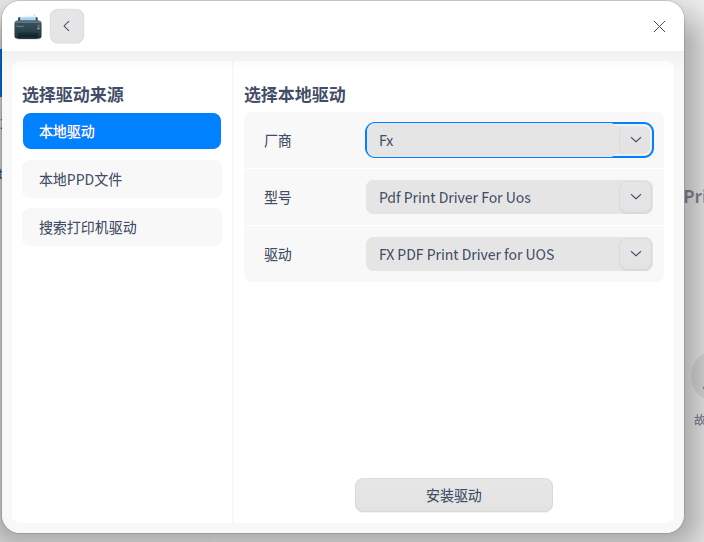 选择驱动来源
本地驱动
本地PPD文件
搜索打印机驱动
选择本地驱动
厂商
Fx
型号
Pdf Print Driver For Uos
驱动
FX PDF Print Driver for UOS
安装驱动
Pri
故